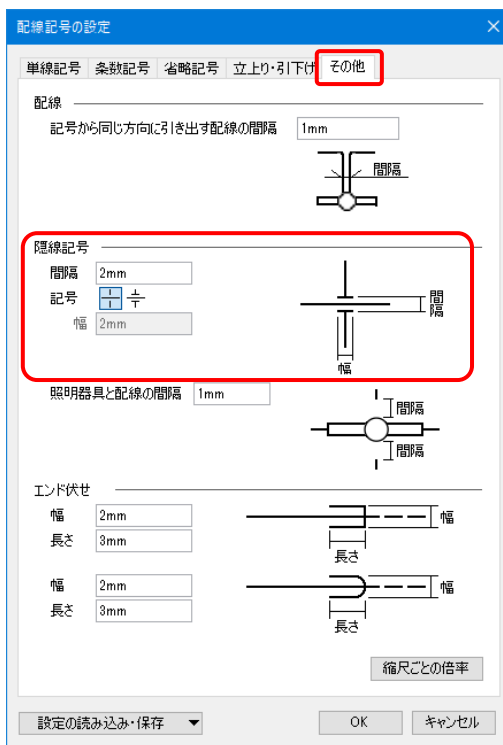 配線記号の設定
単線記号 条数記号 省略記号 立上り・引下げ その他
配線
記号から同じ方向に引き出す配線の間隔 1mm
間隔
隠線記号
間隔 2mm
記号
幅 2mm
間隔
幅
照明器具と配線の間隔 1mm
間隔
間隔
エンド伏せ
幅 2mm
長さ 3mm
幅
長さ
幅 2mm
長さ 3mm
幅
長さ
縮尺ごとの倍率
設定の読み込み・保存 OK キャンセル